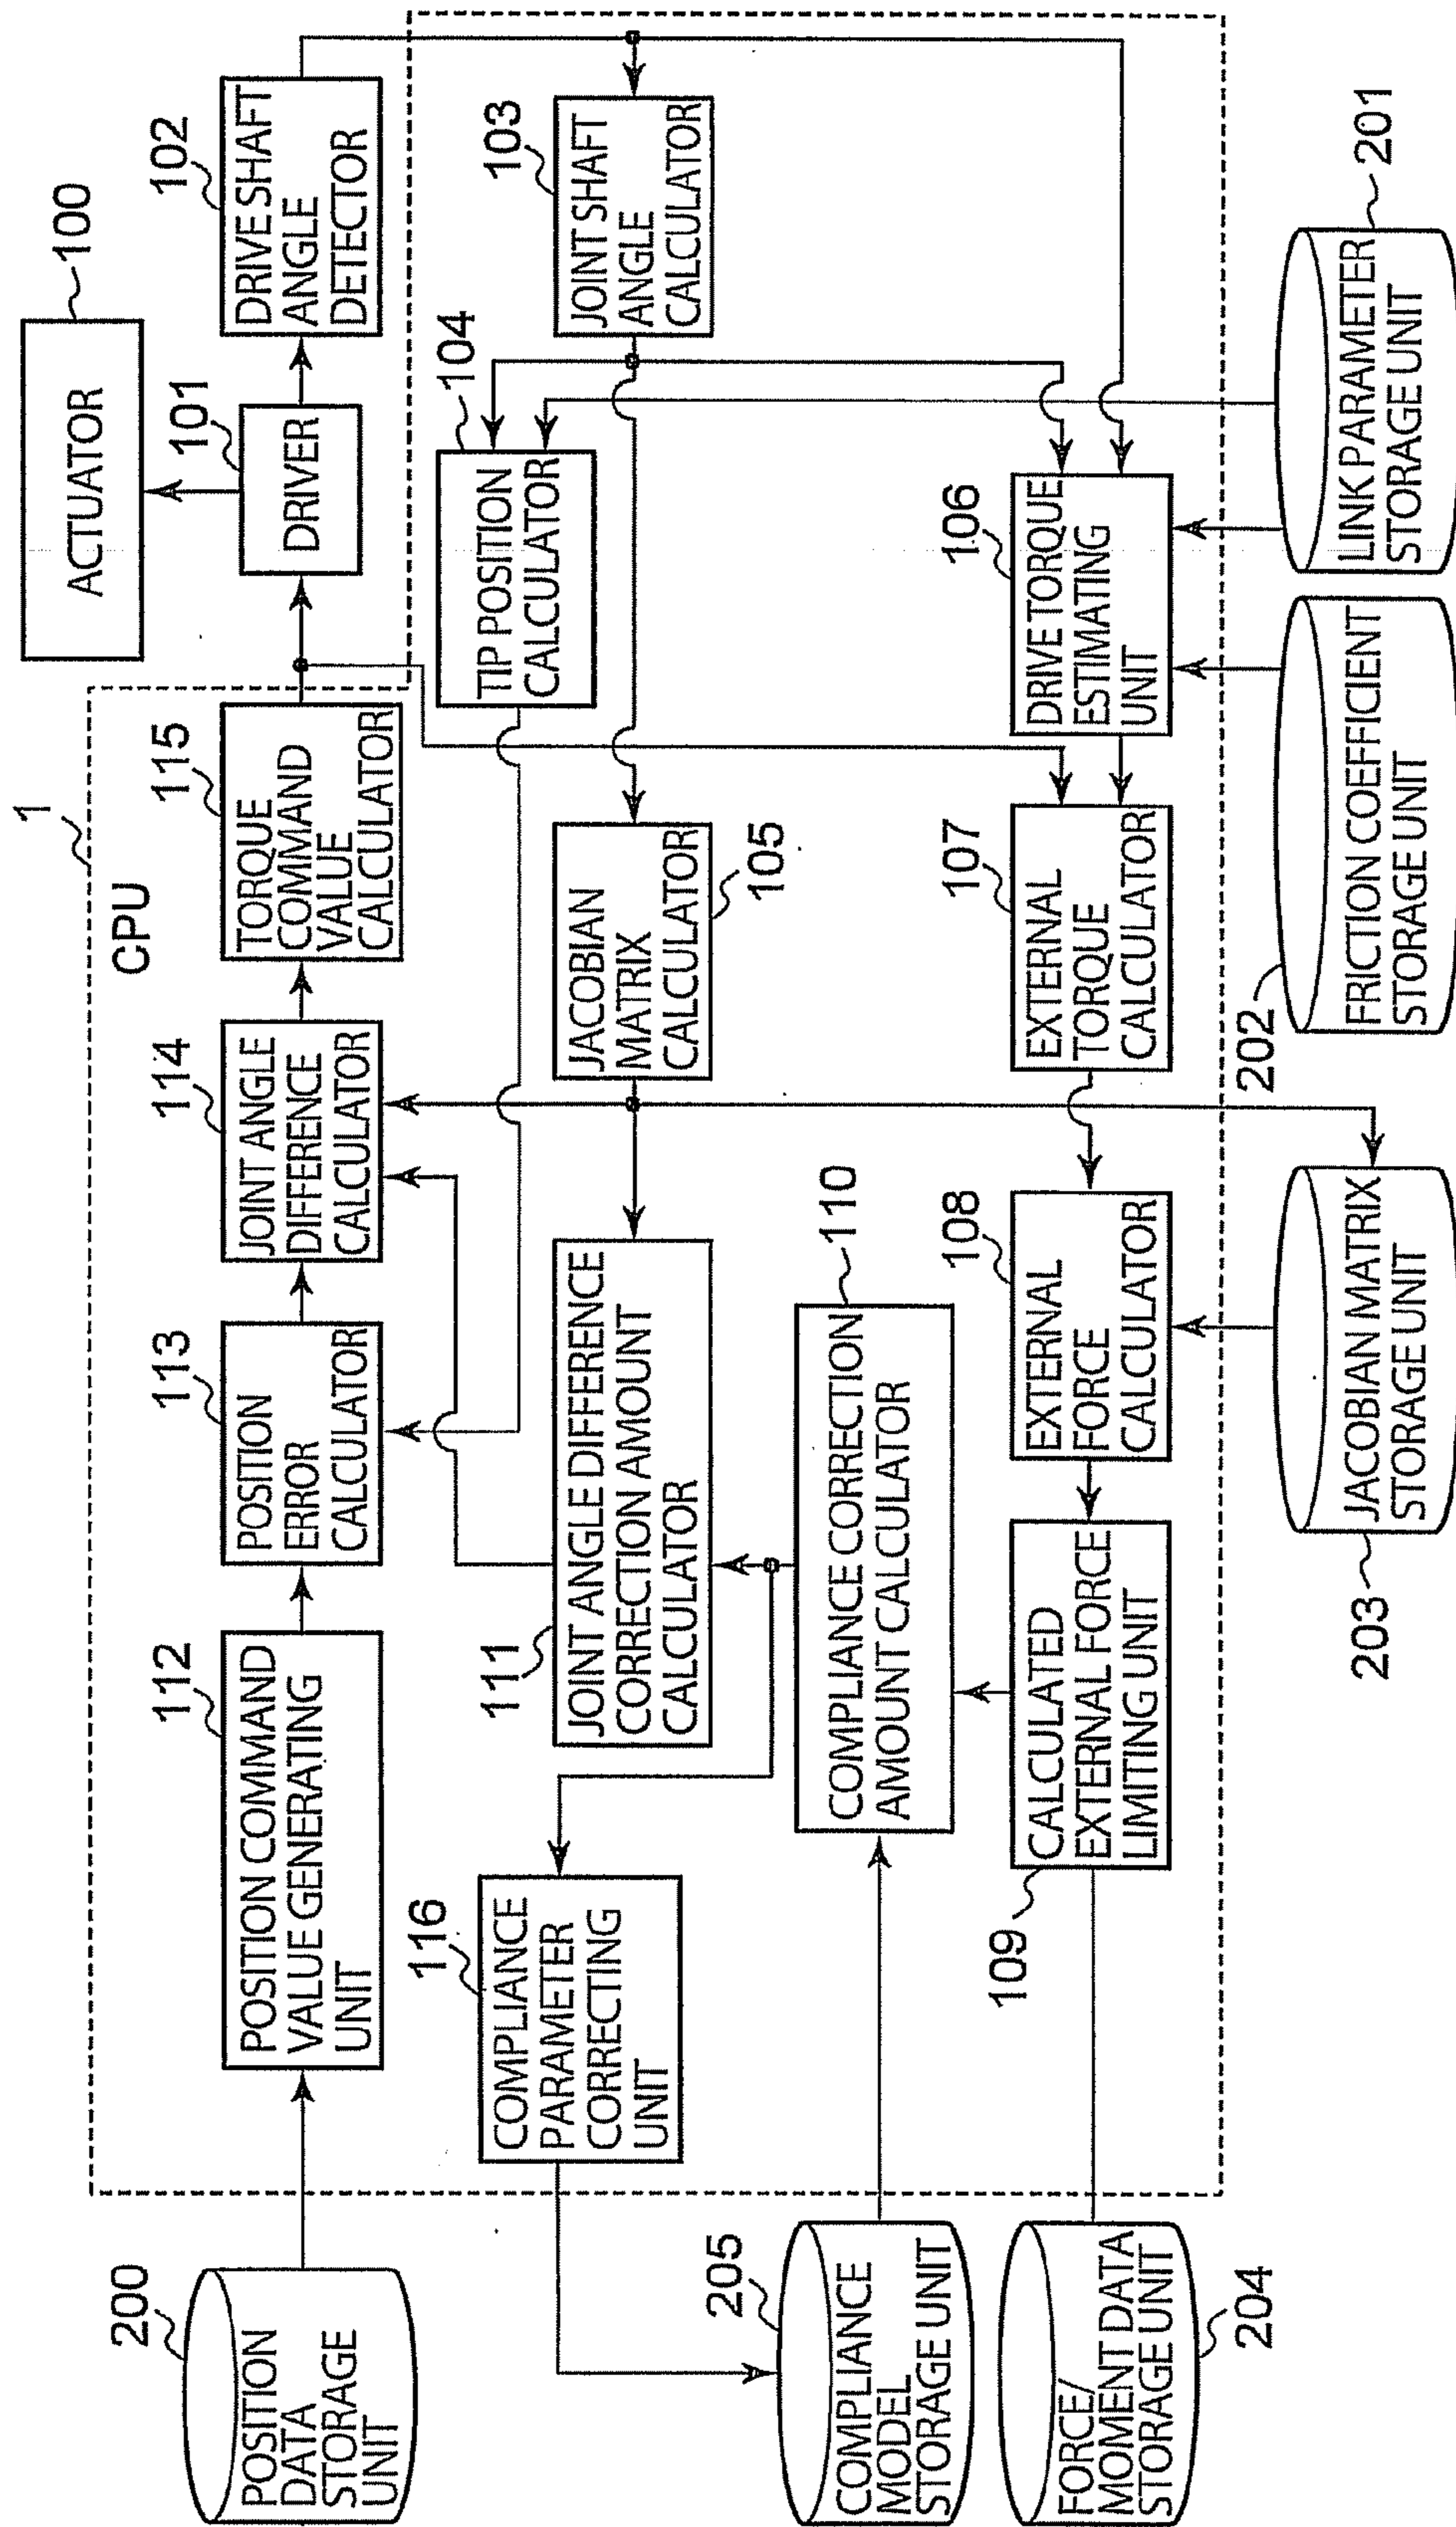 1
CPU
ACTUATOR
100
DRIVER
101
DRIVE SHAFT
ANGLE
DETECTOR
102
200
POSITION
DATA
STORAGE
UNIT
112
POSITION COMMAND
VALUE GENERATING
UNIT
113
POSITION
ERROR
CALCULATOR
114
JOINT ANGLE
DIFFERENCE
CALCULATOR
115
TORQUE
COMMAND
VALUE
CALCULATOR
104
TIP POSITION
CALCULATOR
103
JOINT SHAFT
ANGLE
CALCULATOR
116
COMPLIANCE
PARAMETER
CORRECTING
UNIT
111
JOINT ANGLE DIFFERENCE
CORRECTION AMOUNT
CALCULATOR
JACOBIAN
MATRIX
CALCULATOR
105
205
COMPLIANCE
MODEL
STORAGE UNIT
COMPLIANCE CORRECTION
AMOUNT CALCULATOR
110
FORCE/
MOMENT DATA
STORAGE UNIT
204
109
CALCULATED
EXTERNAL FORCE
LIMITING UNIT
108
EXTERNAL
FORCE
CALCULATOR
107
EXTERNAL
TORQUE
CALCULATOR
106
DRIVE TORQUE
ESTIMATING
UNIT
203
JACOBIAN MATRIX
STORAGE UNIT
202
FRICTION COEFFICIENT
STORAGE UNIT
LINK PARAMETER
STORAGE UNIT
201